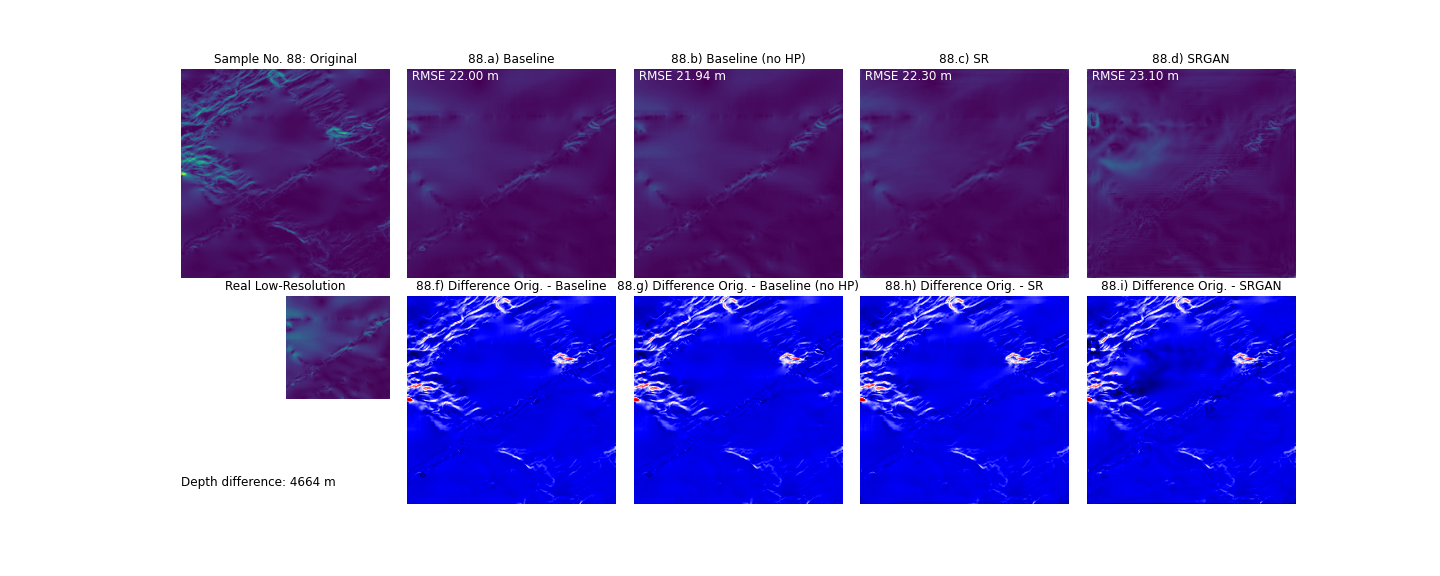 Sample No. 88: Original
88.a) Baseline
88.b) Baseline (no HP)
88.c) SR
88.d) SRGAN
RMSE 22.00 m
RMSE 21.94 m
RMSE 22.30 m
RMSE 23.10 m
Real Low-Resolution
88.f) Difference Orig. - Baseline
88.g) Difference Orig. - Baseline (no HP)
88.h) Difference Orig. - SR
88.i) Difference Orig. - SRGAN
Depth difference: 4664 m